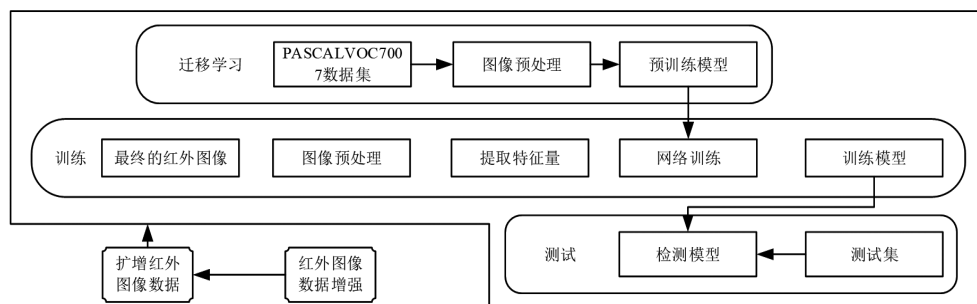 迁移学习
PASCALVOC700
7数据集
图像预处理
预训练模型
训练
最终的红外图像
图像预处理
提取特征量
网络训练
训练模型
测试
检测模型
测试集
扩增红外
图像数据
红外图像
数据增强